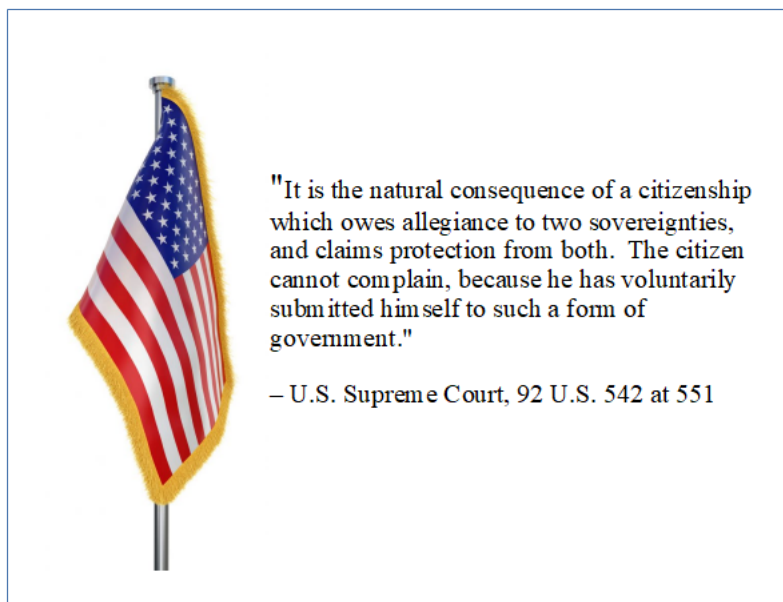 "It is the natural consequence of a citizenship
which owes allegiance to two sovereignties,
and claims protection from both.  The citizen
cannot complain, because he has voluntarily
submitted himself to such a form of
government."
– U.S. Supreme Court, 92 U.S. 542 at 551